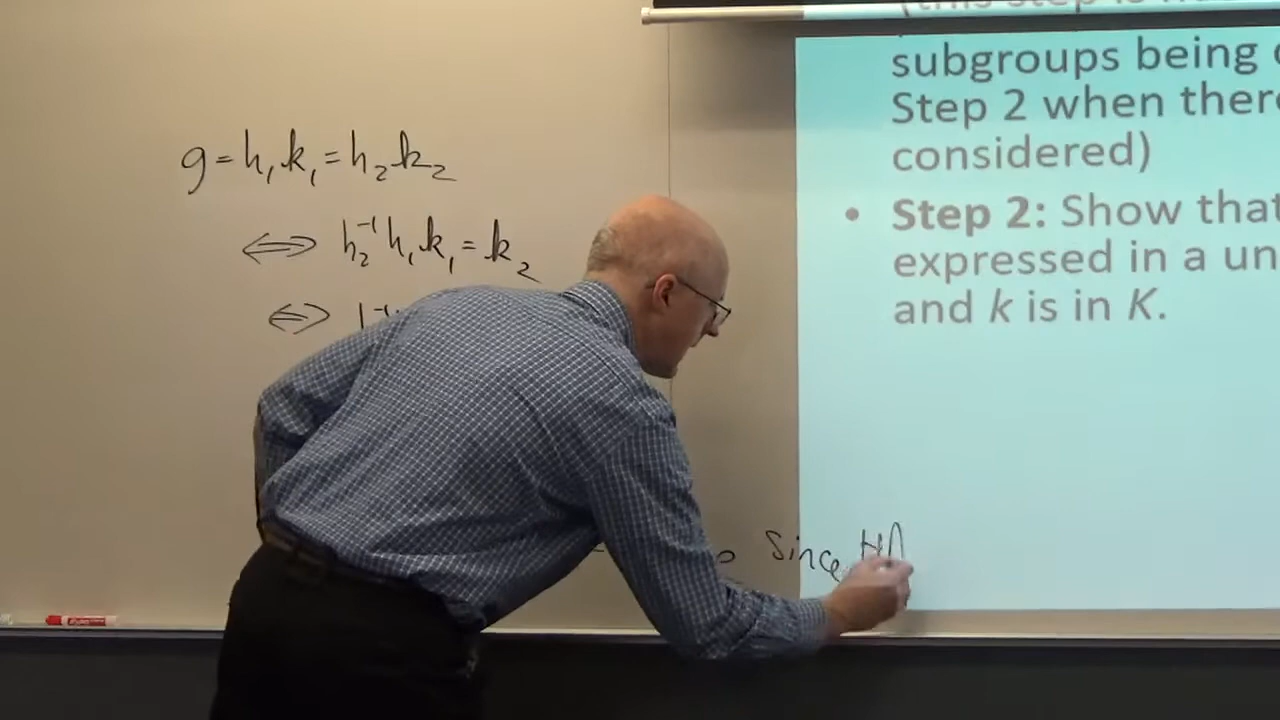 g = h₁k₁ = h₂k₂
⇔ h₂⁻¹h₁k₁ = k₂
⇔
since H∩
subgroups being
Step 2 when there
considered)
• Step 2: Show that
expressed in a un
and k is in K.